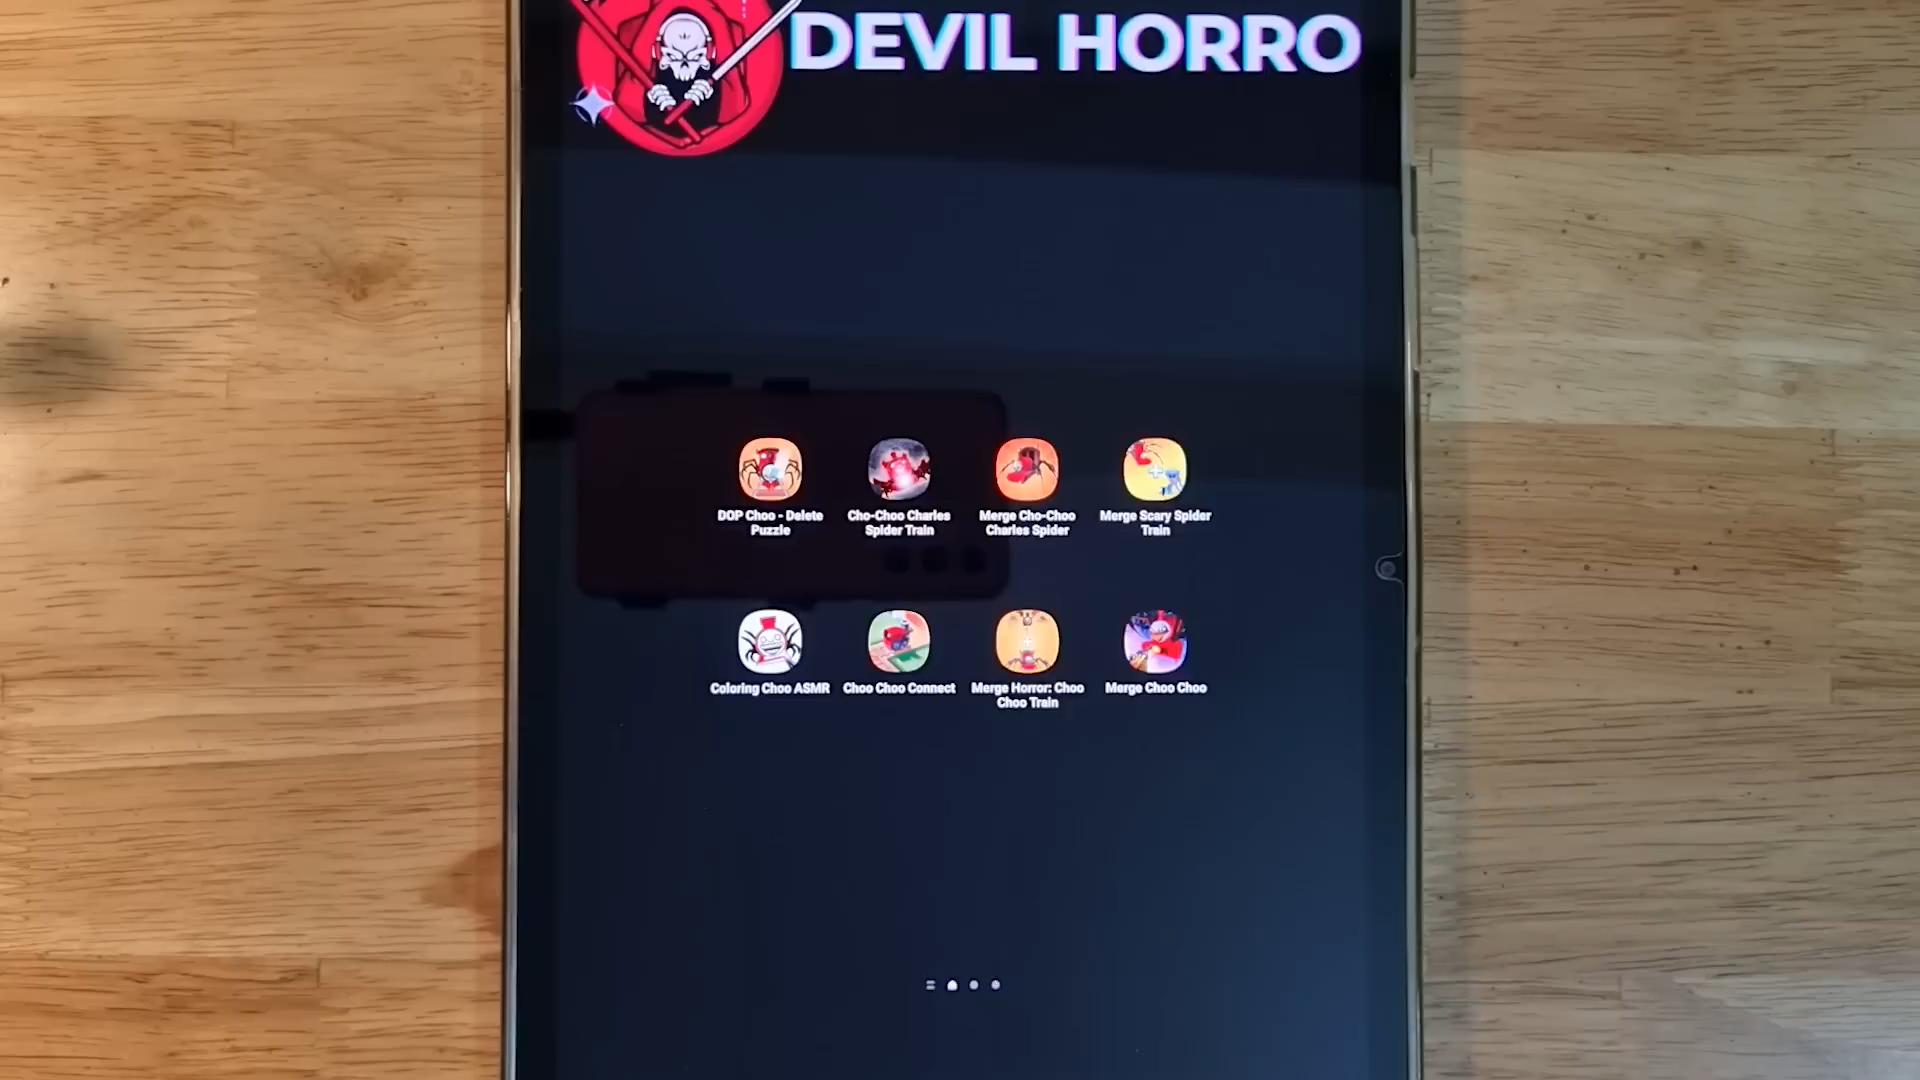 DEVIL HORRO
DOP Choo - Delete
Puzzle
Cho-Choo Charles
Spider Train
Merge Cho-Choo
Charles Spider
Merge Scary Spider
Train
Coloring Choo ASMR
Choo Choo Connect
Merge Horror: Choo
Choo Train
Merge Choo Choo